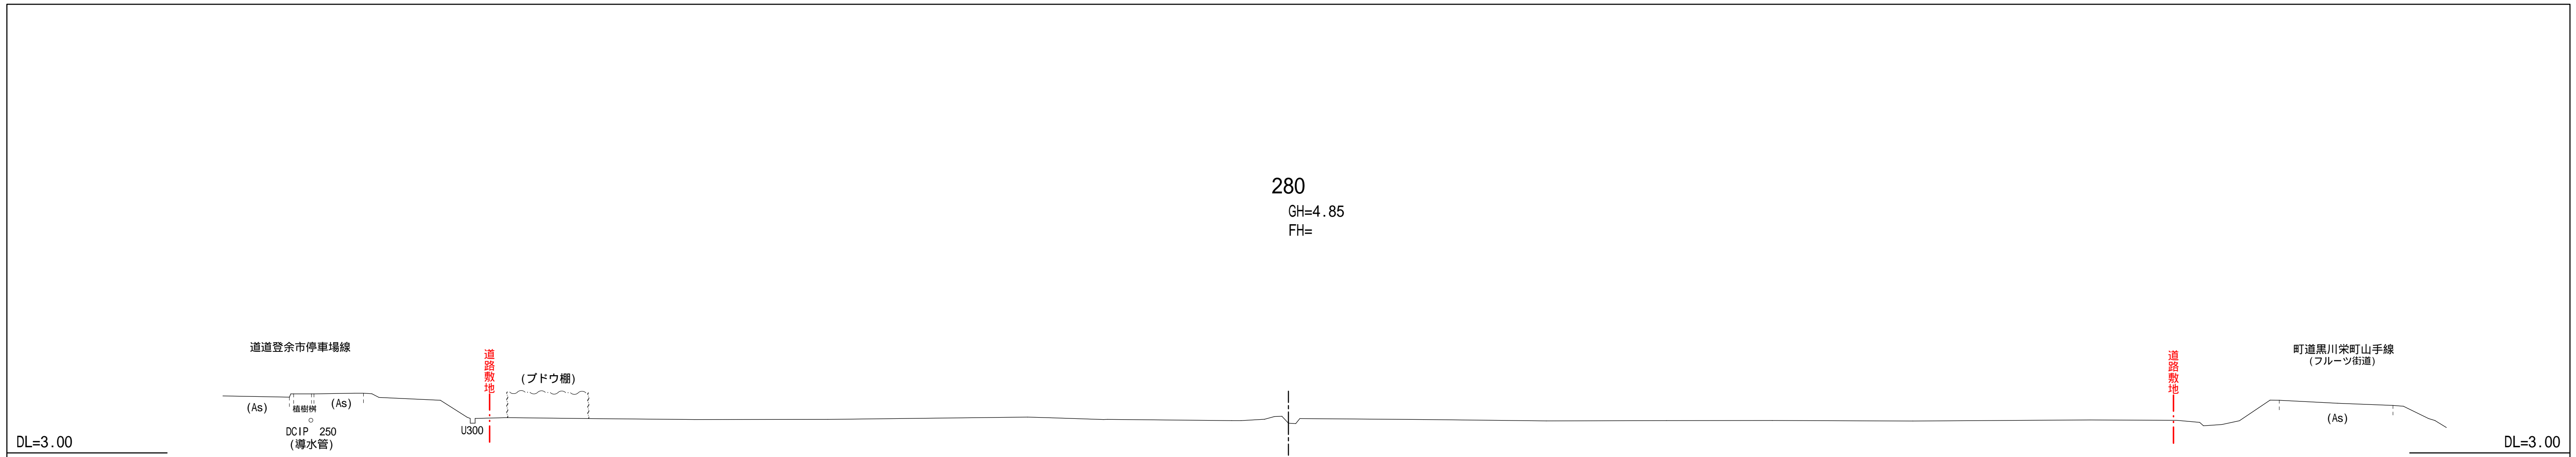 280
GH=4.85
FH=
道道登余市停車場線
道路敷地
(ブドウ棚)
道路敷地
町道黒川栄町山手線
(フルーツ街道)
(As)
植樹桝
(As)
DCIP 250
(導水管)
U300
(As)
DL=3.00
DL=3.00